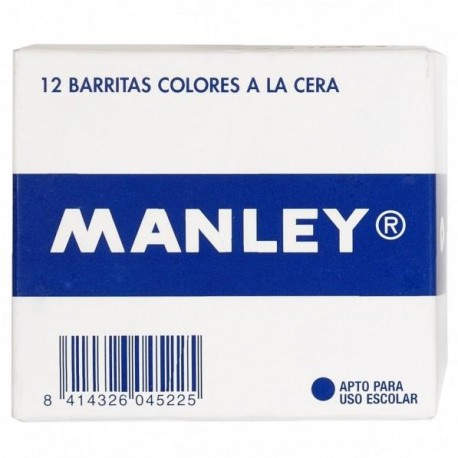 12 BARRITAS COLORES A LA CERA
MANLEY®
8 414326 045225
APTO PARA
USO ESCOLAR